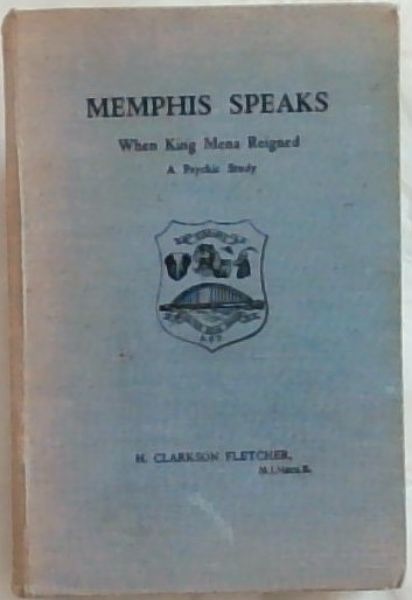 MEMPHIS SPEAKS
When King Mena Reigned
A Psychic Study
H. CLARKSON FLETCHER,